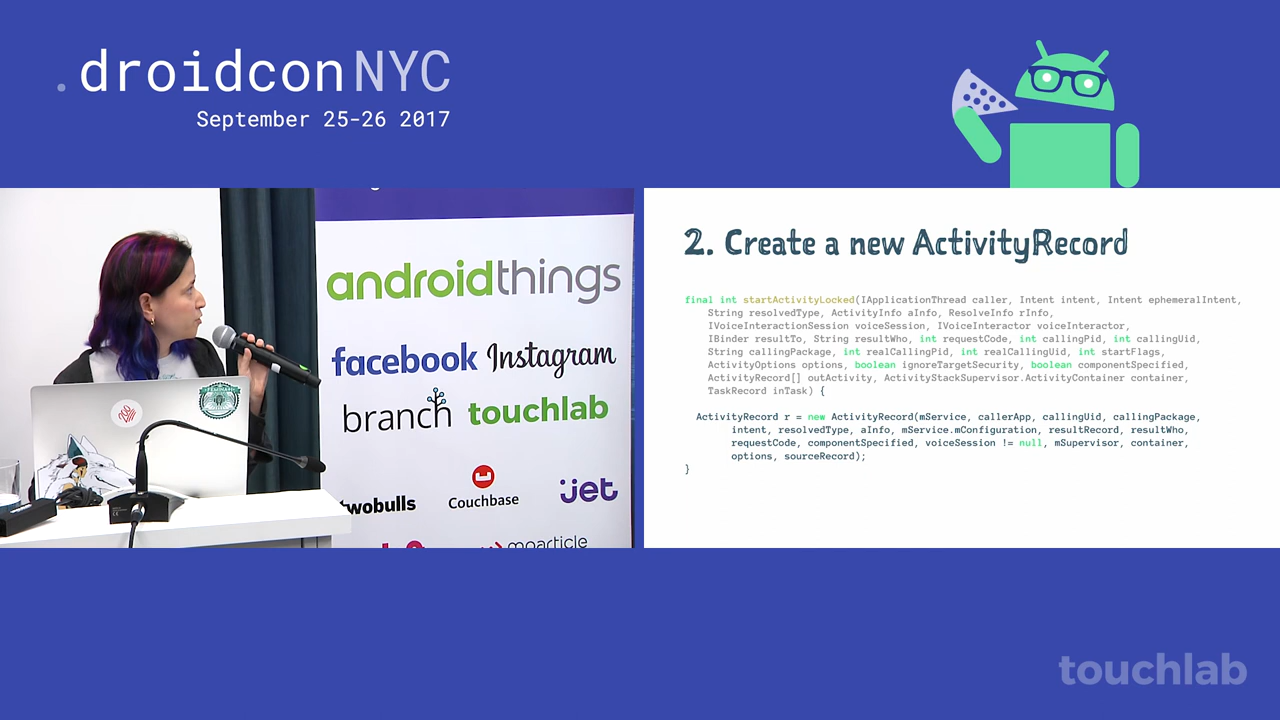 .droidcon NYC
September 25-26 2017
androidthings
facebook Instagram
branch touchlab
twobulls Couchbase jet
mparticle
2. Create a new ActivityRecord
final int startActivityLocked(IApplicationThread caller, Intent intent, Intent ephemeralIntent,
String resolvedType, ActivityInfo aInfo, ResolveInfo rInfo,
IVoiceInteractionSession voiceSession, IVoiceInteractor voiceInteractor,
IBinder resultTo, String resultWho, int requestCode, int callingPid, int callingUid,
String callingPackage, int realCallingPid, int realCallingUid, int startFlags,
ActivityOptions options, boolean ignoreTargetSecurity, boolean componentSpecified,
ActivityRecord[] outActivity, ActivityStackSupervisor.ActivityContainer container,
TaskRecord inTask) {
ActivityRecord r = new ActivityRecord(mService, callerApp, callingUid, callingPackage,
intent, resolvedType, aInfo, mService.mConfiguration, resultRecord, resultWho,
requestCode, componentSpecified, voiceSession != null, mSupervisor, container,
options, sourceRecord);
}
touchlab